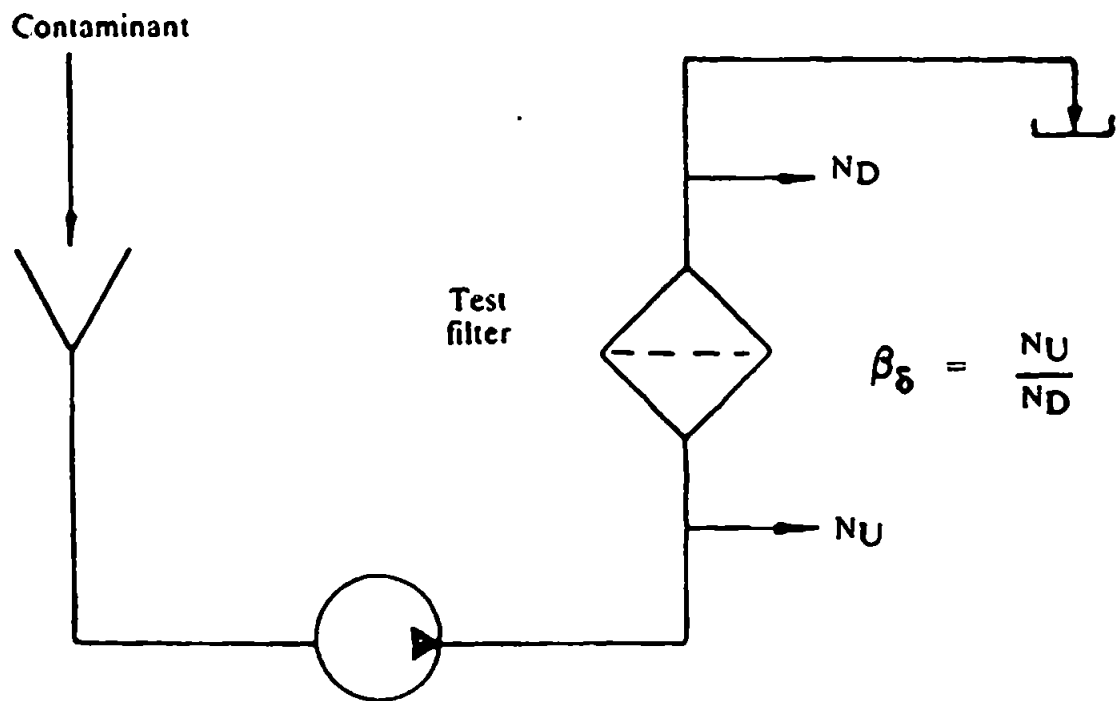 Contaminant
ND
Test
filter
βδ = NU/ND
NU